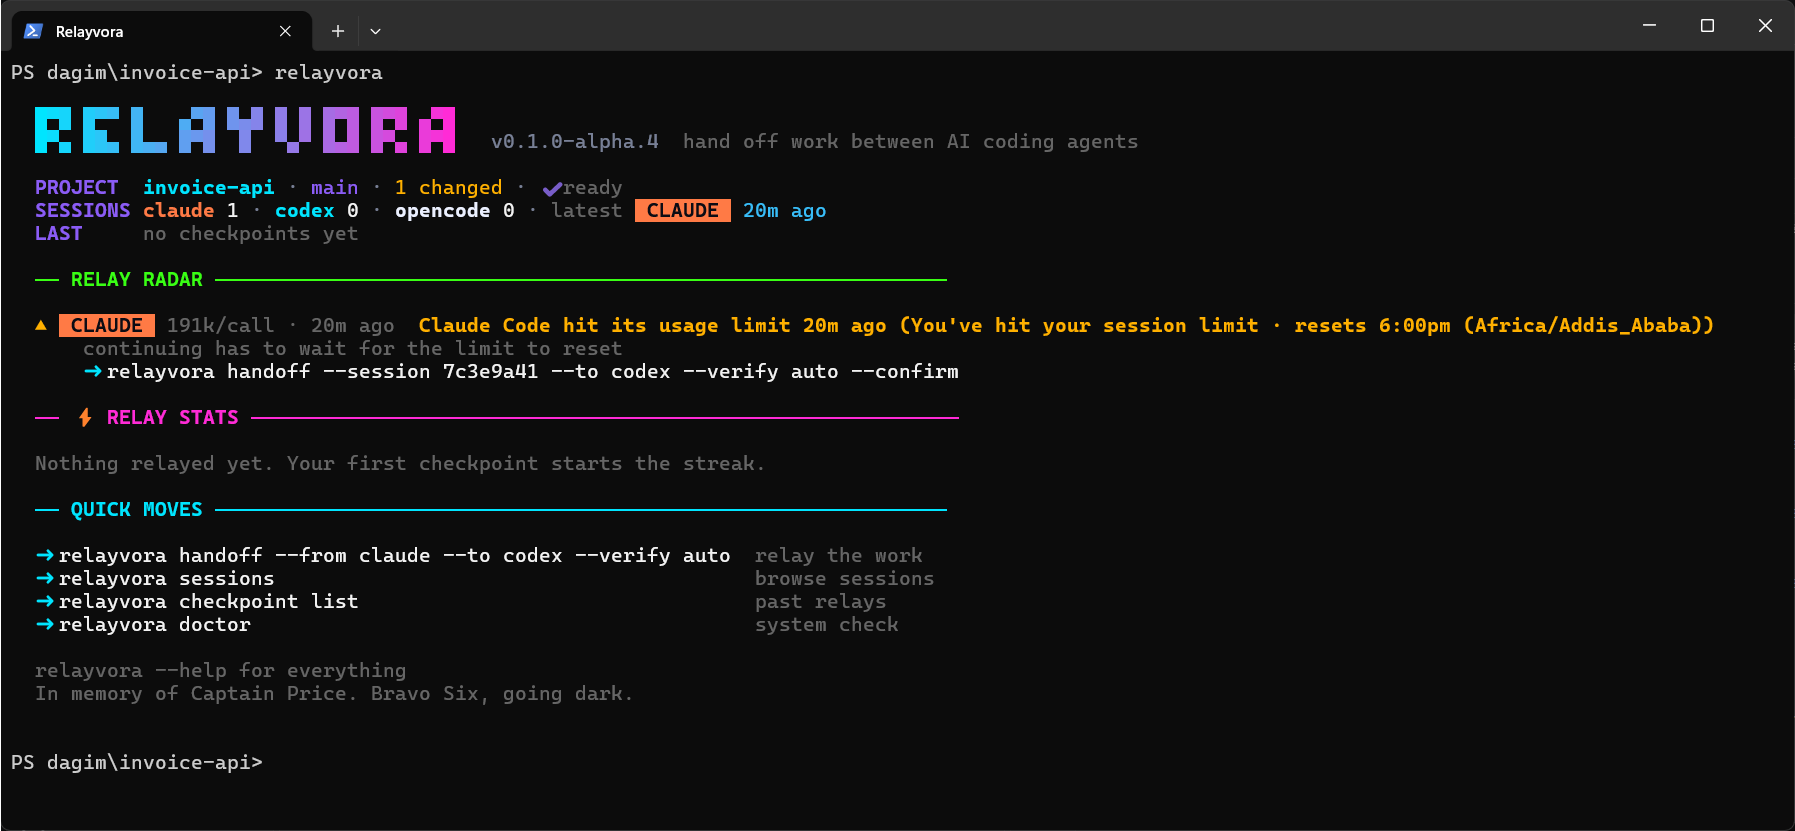 Relayvora
PS dagim\invoice-api> relayvora
RELAYVORA v0.1.0-alpha.4 hand off work between AI coding agents
PROJECT invoice-api · main · 1 changed · ✔ready
SESSIONS claude 1 · codex 0 · opencode 0 · latest CLAUDE 20m ago
LAST no checkpoints yet
── RELAY RADAR ──
▲ CLAUDE 191k/call · 20m ago Claude Code hit its usage limit 20m ago (You've hit your session limit · resets 6:00pm (Africa/Addis_Ababa))
continuing has to wait for the limit to reset
➜ relayvora handoff --session 7c3e9a41 --to codex --verify auto --confirm
── ⚡ RELAY STATS ──
Nothing relayed yet. Your first checkpoint starts the streak.
── QUICK MOVES ──
➜ relayvora handoff --from claude --to codex --verify auto relay the work
➜ relayvora sessions browse sessions
➜ relayvora checkpoint list past relays
➜ relayvora doctor system check
relayvora --help for everything
In memory of Captain Price. Bravo Six, going dark.
PS dagim\invoice-api>